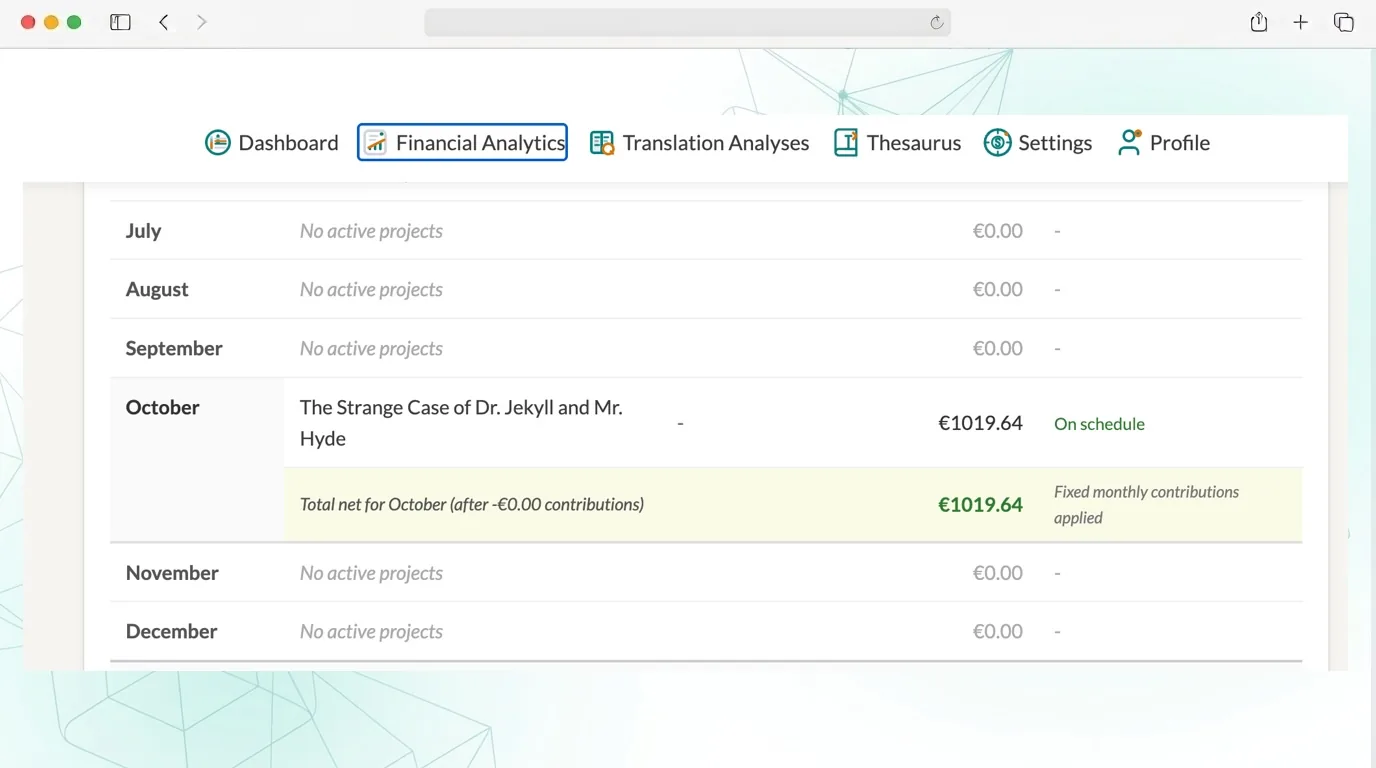 Dashboard Financial Analytics Translation Analyses Thesaurus Settings Profile
July No active projects €0.00 -
August No active projects €0.00 -
September No active projects €0.00 -
October The Strange Case of Dr. Jekyll and Mr.
Hyde - €1019.64 On schedule
Total net for October (after -€0.00 contributions) €1019.64 Fixed monthly contributions
applied
November No active projects €0.00 -
December No active projects €0.00 -